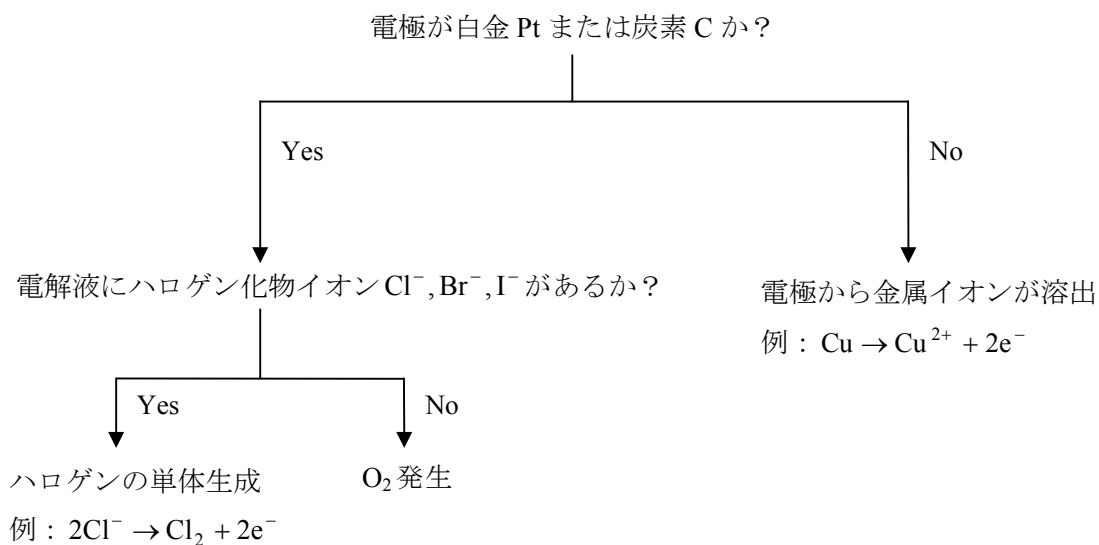 電極が白金 Pt または炭素 C か？
Yes
No
電解液にハロゲン化物イオン Cl⁻, Br⁻, I⁻ があるか？
電極から金属イオンが溶出
例：Cu → Cu²⁺ + 2e⁻
Yes
No
ハロゲンの単体生成
O₂ 発生
例：2Cl⁻ → Cl₂ + 2e⁻